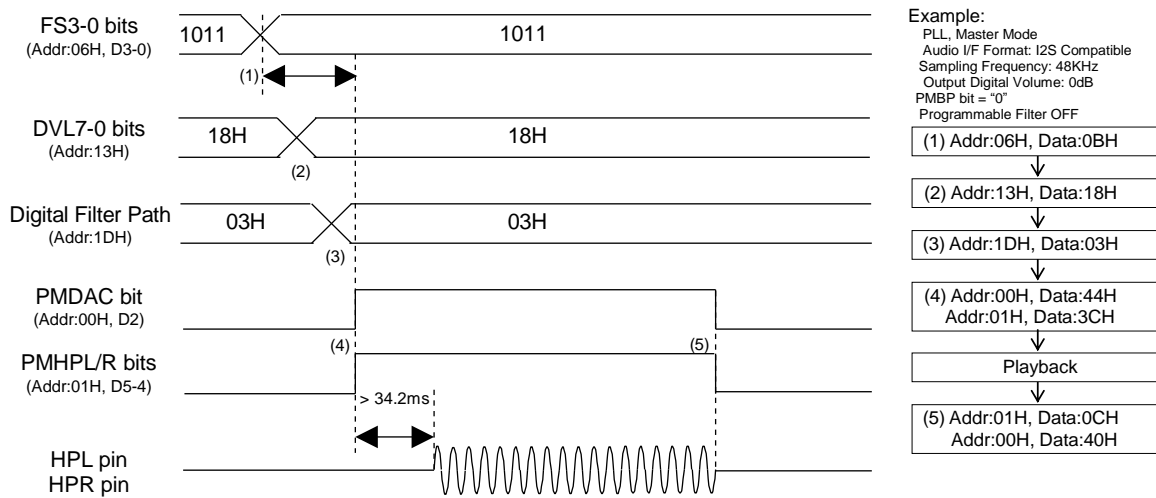 FS3-0 bits
(Addr:06H, D3-0)
1011
1011
(1)
DVL7-0 bits
(Addr:13H)
18H
18H
(2)
Digital Filter Path
(Addr:1DH)
03H
03H
(3)
PMDAC bit
(Addr:00H, D2)
(4)
(5)
PMHPL/R bits
(Addr:01H, D5-4)
> 34.2ms
HPL pin
HPR pin
Example:
PLL, Master Mode
Audio I/F Format: I2S Compatible
Sampling Frequency: 48KHz
Output Digital Volume: 0dB
PMBP bit = “0”
Programmable Filter OFF
(1) Addr:06H, Data:0BH
(2) Addr:13H, Data:18H
(3) Addr:1DH, Data:03H
(4) Addr:00H, Data:44H
Addr:01H, Data:3CH
Playback
(5) Addr:01H, Data:0CH
Addr:00H, Data:40H